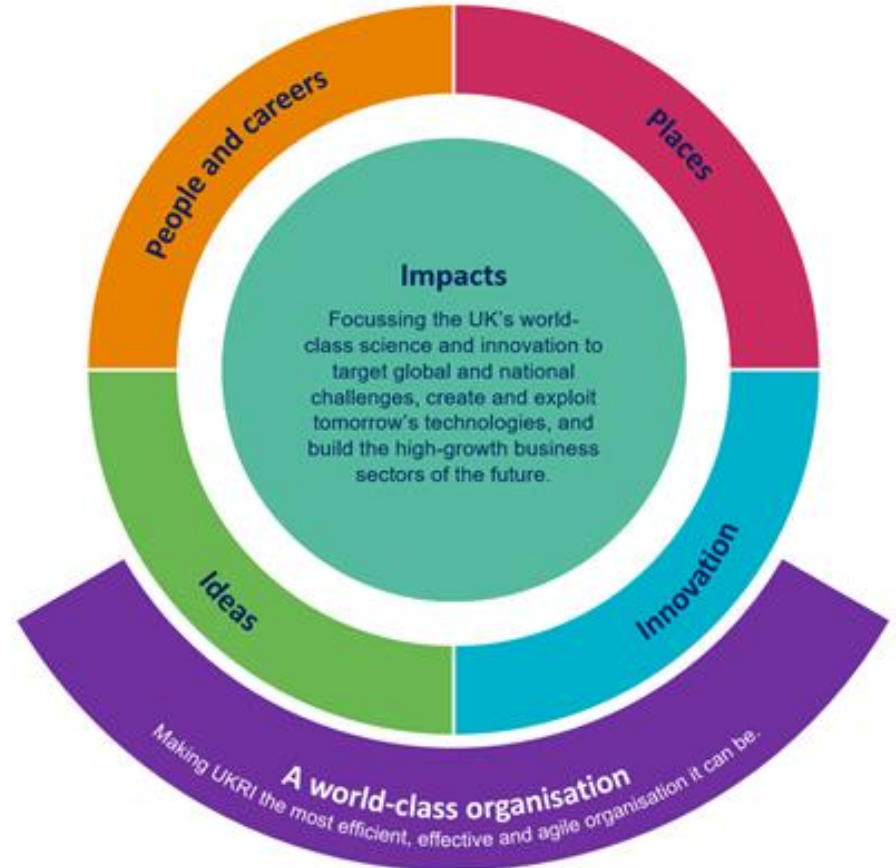 People and careers
Places
Impacts
Focussing the UK's world-
class science and innovation to
target global and national
challenges, create and exploit
tomorrow's technologies, and
build the high-growth business
sectors of the future.
Ideas
Innovation
A world-class organisation
Making UKRI the most efficient, effective and agile organisation it can be.